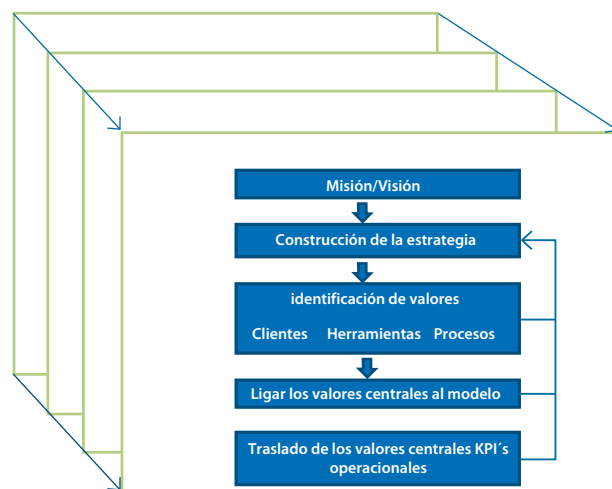 Misión/Visión
Construcción de la estrategia
identificación de valores
Clientes Herramientas Procesos
Ligar los valores centrales al modelo
Traslado de los valores centrales KPI´s
operacionales